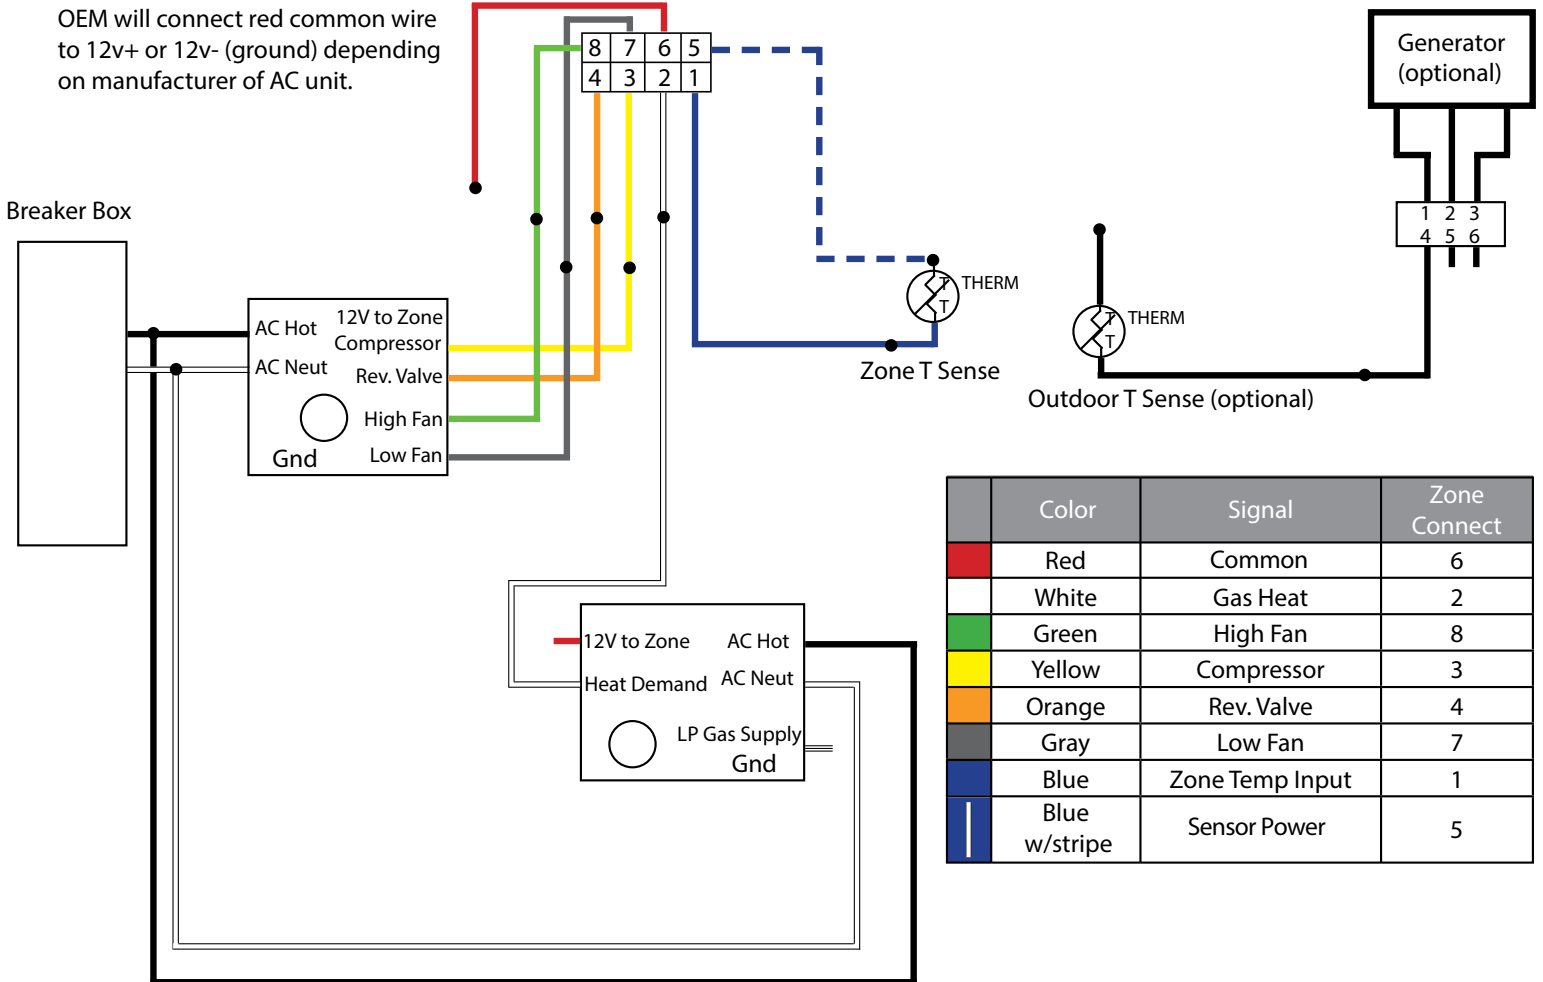 OEM will connect red common wire
to 12v+ or 12v- (ground) depending
on manufacturer of AC unit.
8 7 6 5
4 3 2 1
Generator
(optional)
1 2 3
4 5 6
Breaker Box
AC Hot
AC Neut
Gnd
12V to Zone
Compressor
Rev. Valve
High Fan
Low Fan
T
T
THERM
Zone T Sense
T
T
THERM
Outdoor T Sense (optional)
12V to Zone
Heat Demand
AC Hot
AC Neut
LP Gas Supply
Gnd
Color Signal Zone
Connect
Red Common 6
White Gas Heat 2
Green High Fan 8
Yellow Compressor 3
Orange Rev. Valve 4
Gray Low Fan 7
Blue Zone Temp Input 1
Blue
w/stripe Sensor Power 5